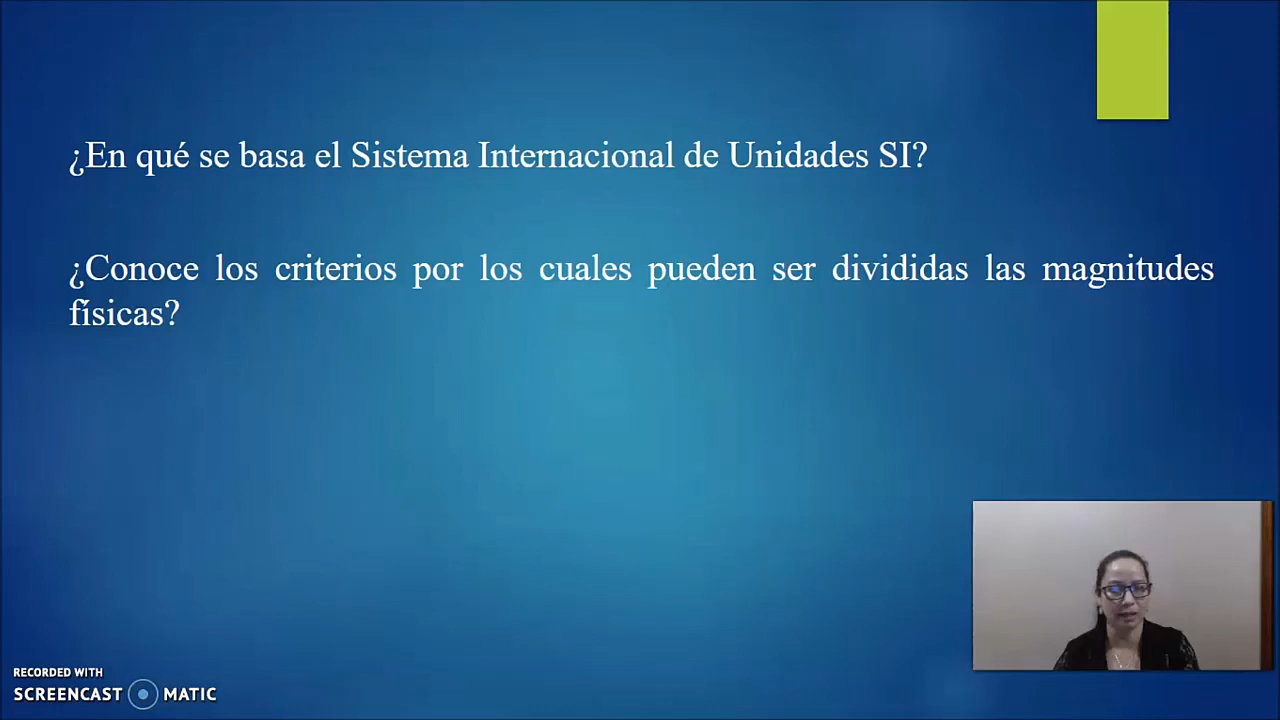 ¿En qué se basa el Sistema Internacional de Unidades SI?
¿Conoce los criterios por los cuales pueden ser divididas las magnitudes
físicas?
RECORDED WITH
SCREENCAST MATIC